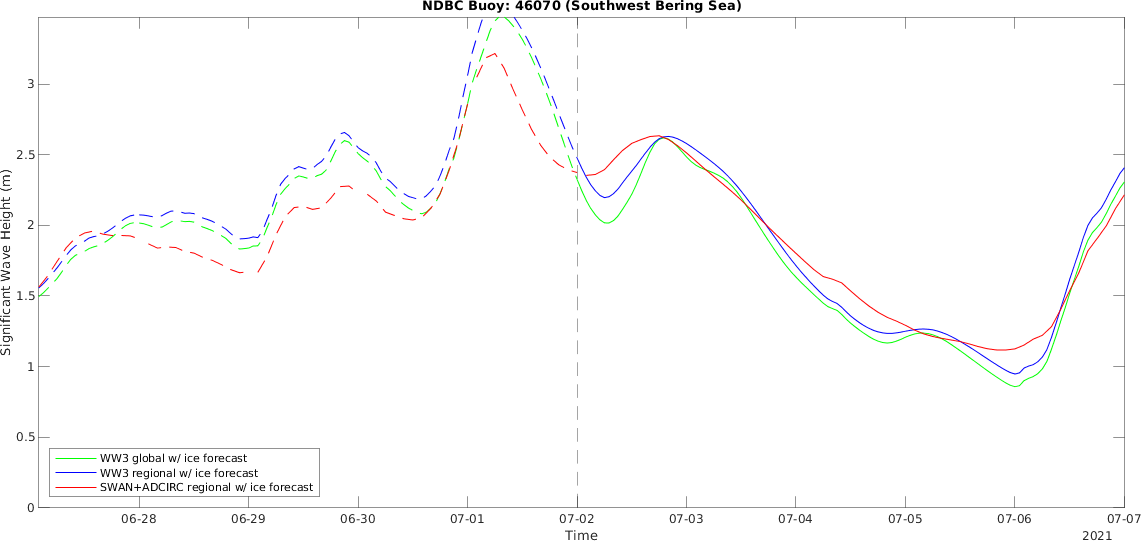 NDBC Buoy: 46070 (Southwest Bering Sea)
Significant Wave Height (m)
3
2.5
2
1.5
1
0.5
0
WW3 global w/ ice forecast
WW3 regional w/ ice forecast
SWAN+ADCIRC regional w/ ice forecast
06-28 06-29 06-30 07-01 07-02 07-03 07-04 07-05 07-06 07-07
Time
2021